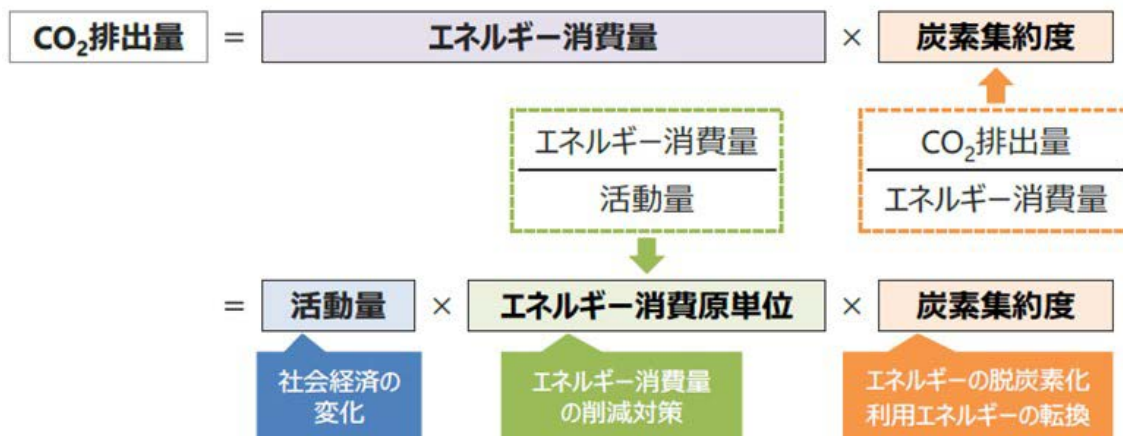 CO₂排出量 = エネルギー消費量 × 炭素集約度
エネルギー消費量
活動量
CO₂排出量
エネルギー消費量
= 活動量 × エネルギー消費原単位 × 炭素集約度
社会経済の
変化
エネルギー消費量
の削減対策
エネルギーの脱炭素化
利用エネルギーの転換